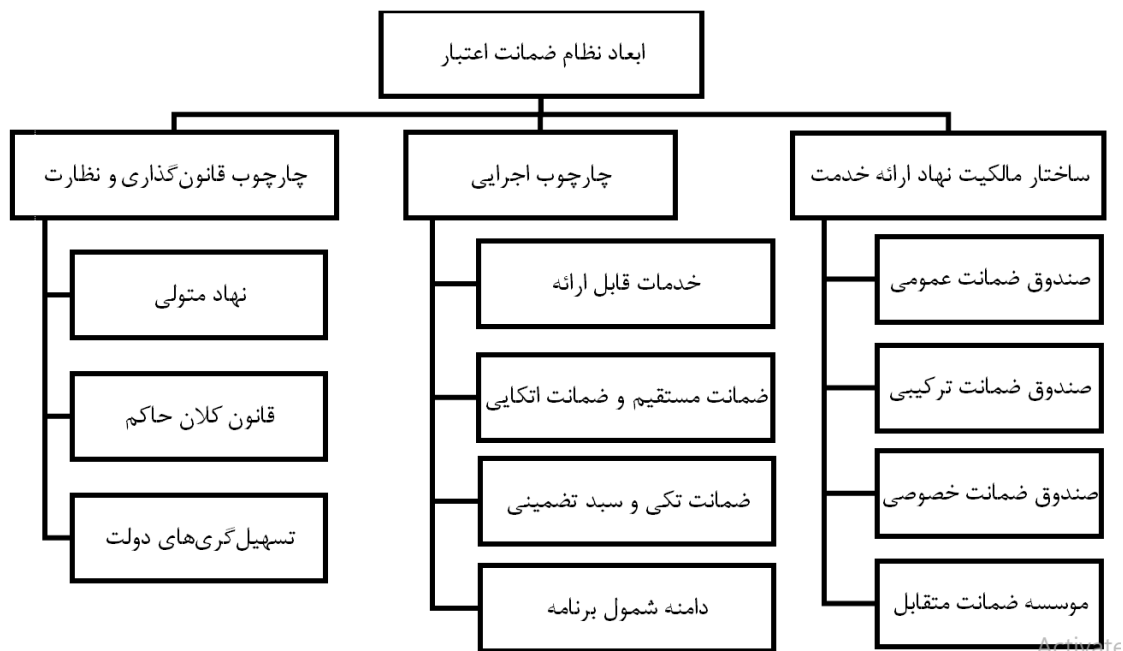 ابعاد نظام ضمانت اعتبار
ساختار مالکیت نهاد ارائه خدمت
صندوق ضمانت عمومی
صندوق ضمانت ترکیبی
صندوق ضمانت خصوصی
موسسه ضمانت متقابل
چارچوب اجرایی
خدمات قابل ارائه
ضمانت مستقیم و ضمانت اتکایی
ضمانت تکی و سبد تضمینی
دامنه شمول برنامه
چارچوب قانون‌گذاری و نظارت
نهاد متولی
قانون کلان حاکم
تسهیل‌گری‌های دولت
Activate